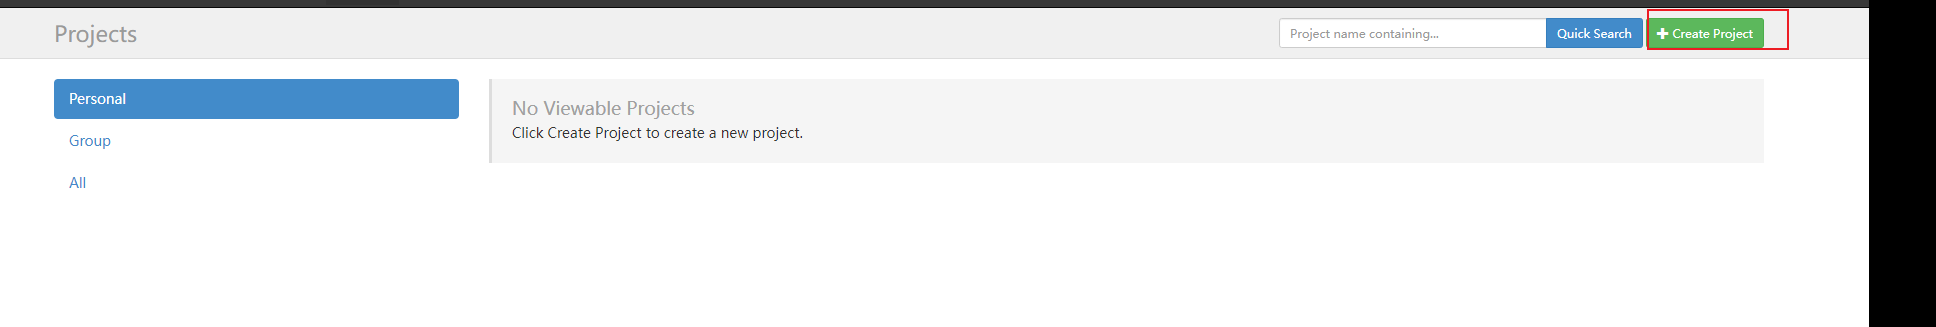 Projects
Project name containing...
Quick Search
Create Project
Personal
Group
All
No Viewable Projects
Click Create Project to create a new project.